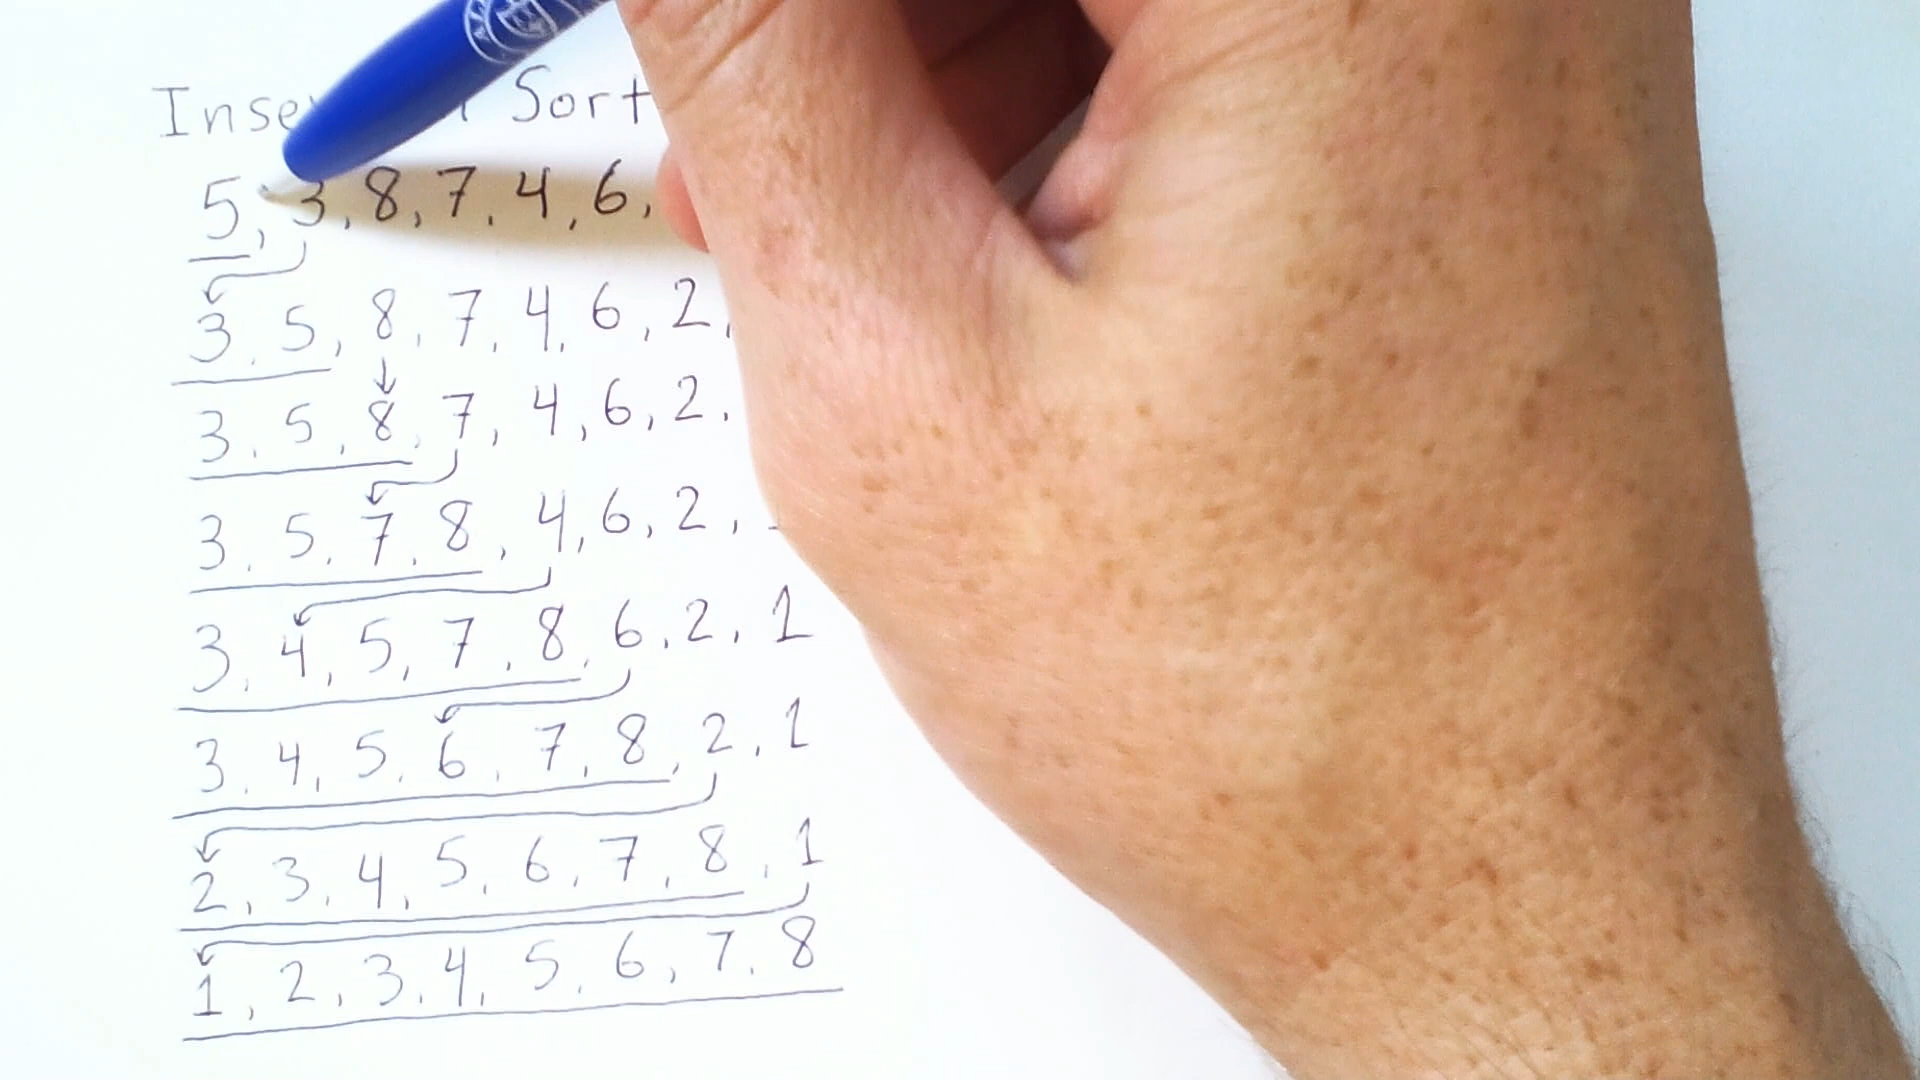 Sort
5, 3, 8, 7, 4, 6,
3, 5, 8, 7, 4, 6, 2,
3, 5, 8, 7, 4, 6, 2,
3, 5, 7, 8, 4, 6, 2,
3, 4, 5, 7, 8, 6, 2, 1
3, 4, 5, 6, 7, 8, 2, 1
2, 3, 4, 5, 6, 7, 8, 1
1, 2, 3, 4, 5, 6, 7, 8